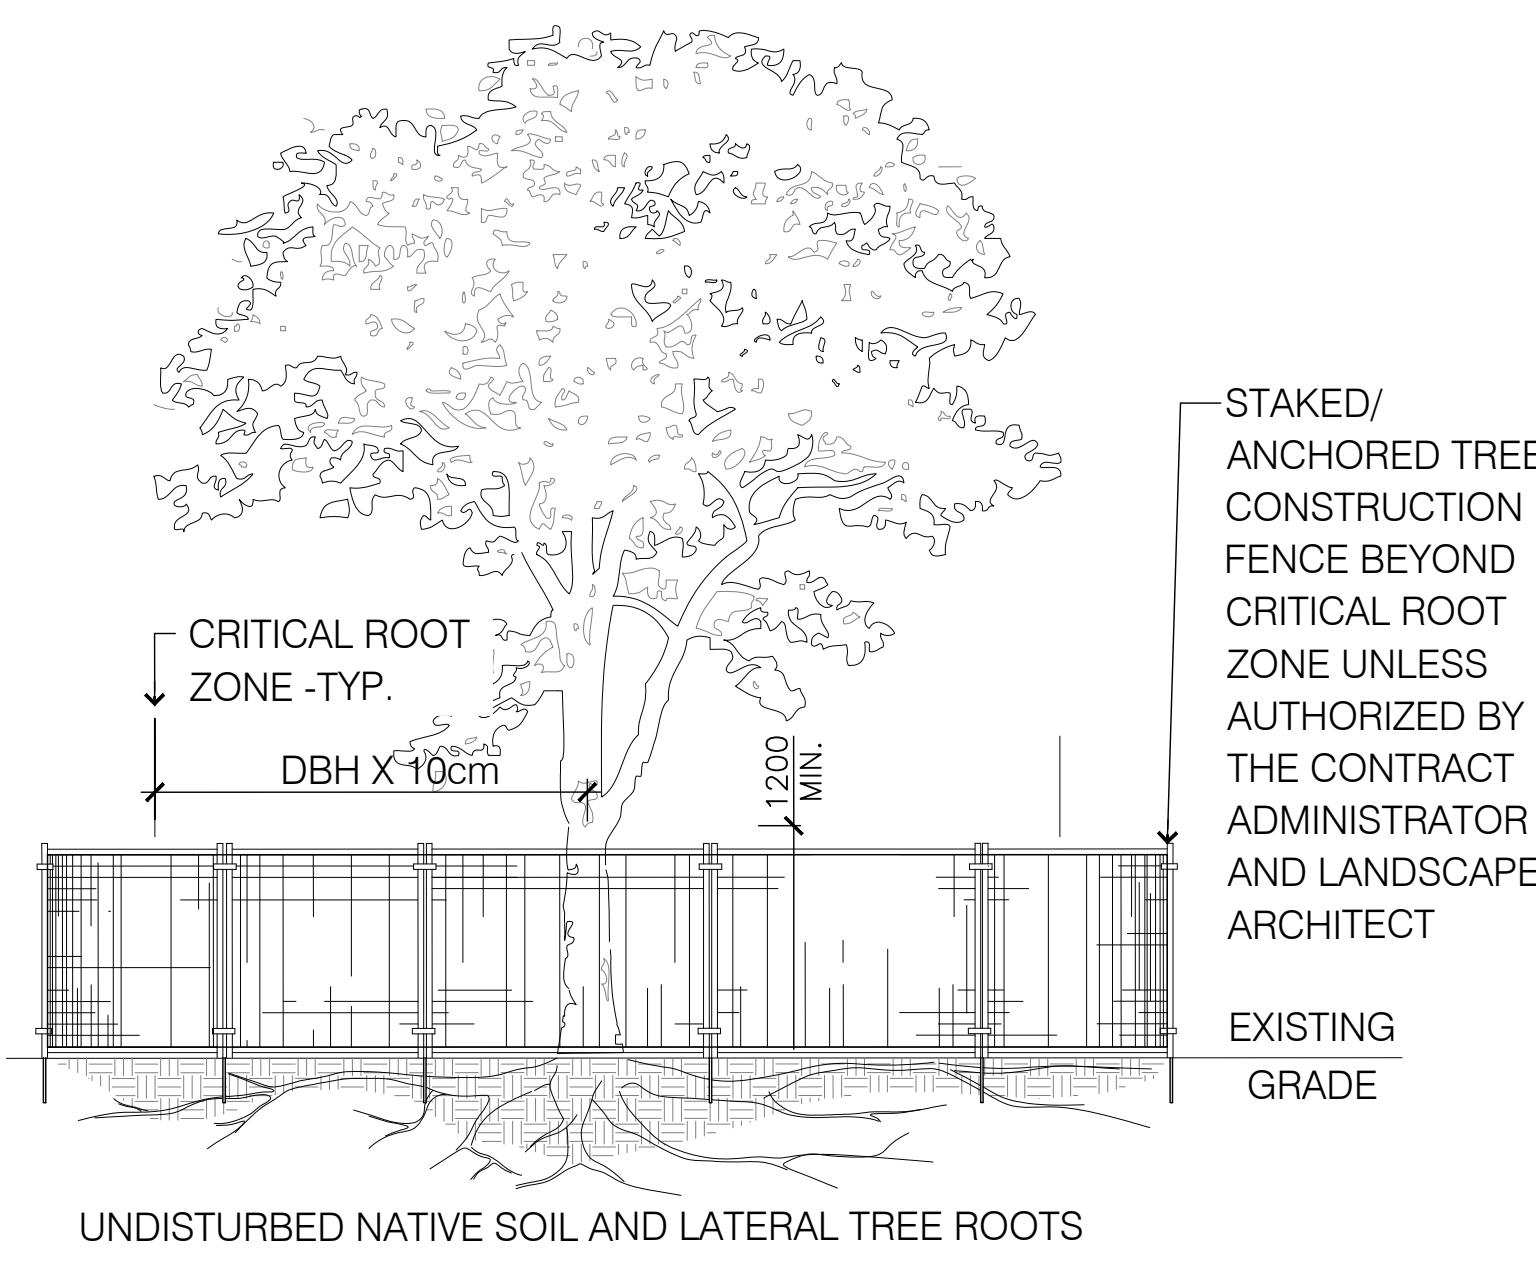 STAKED/
ANCHORED TREE
CONSTRUCTION
FENCE BEYOND
CRITICAL ROOT
ZONE UNLESS
AUTHORIZED BY
THE CONTRACT
ADMINISTRATOR
AND LANDSCAPE
ARCHITECT
CRITICAL ROOT
ZONE -TYP.
DBH X 10cm
1200
MIN.
EXISTING
GRADE
UNDISTURBED NATIVE SOIL AND LATERAL TREE ROOTS